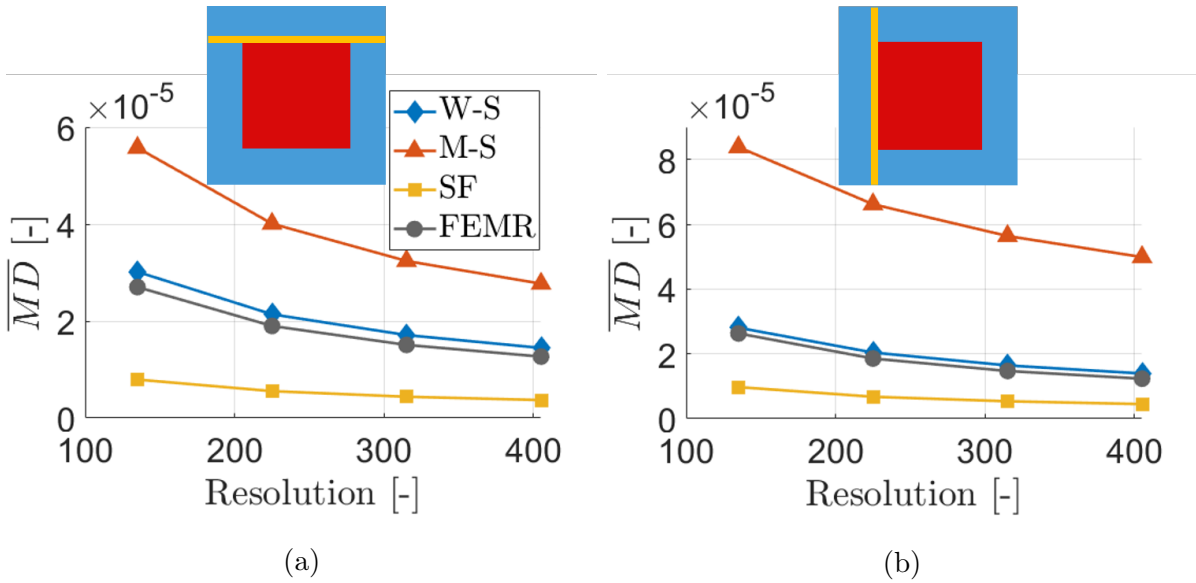 ×10⁻⁵
6
4
2
0
100 200 300 400
M̅D̅ [-]
Resolution [-]
W-S
M-S
SF
FEMR
(a)
×10⁻⁵
8
6
4
2
0
100 200 300 400
M̅D̅ [-]
Resolution [-]
(b)